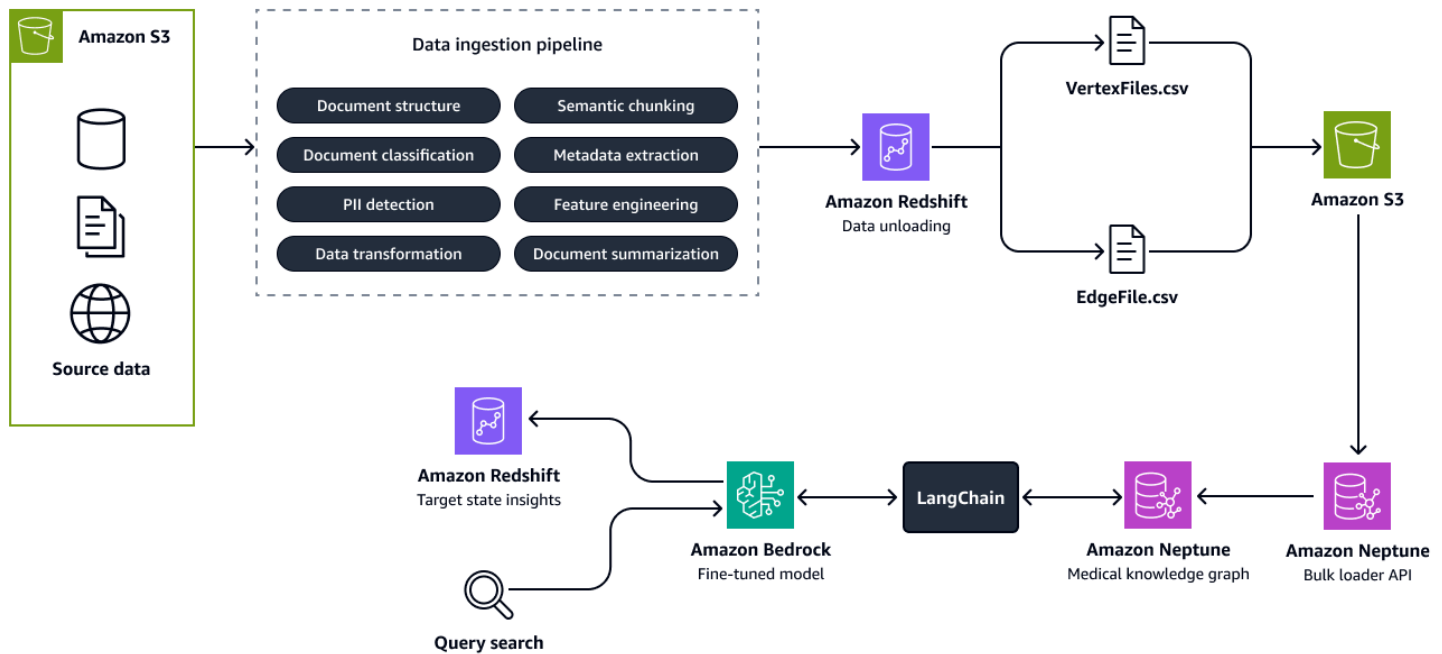 Amazon S3
Source data
Data ingestion pipeline
Document structure
Semantic chunking
Document classification
Metadata extraction
PII detection
Feature engineering
Data transformation
Document summarization
Amazon Redshift
Data unloading
VertexFiles.csv
EdgeFile.csv
Amazon S3
Amazon Redshift
Target state insights
Query search
Amazon Bedrock
Fine-tuned model
LangChain
Amazon Neptune
Medical knowledge graph
Amazon Neptune
Bulk loader API